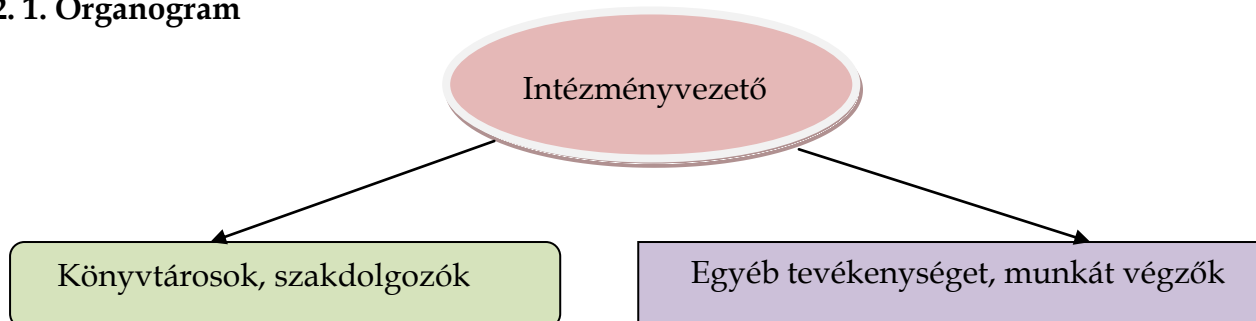 2. 1. Organogram
Intézményvezető
Könyvtárosok, szakdolgozók
Egyéb tevékenységet, munkát végzők